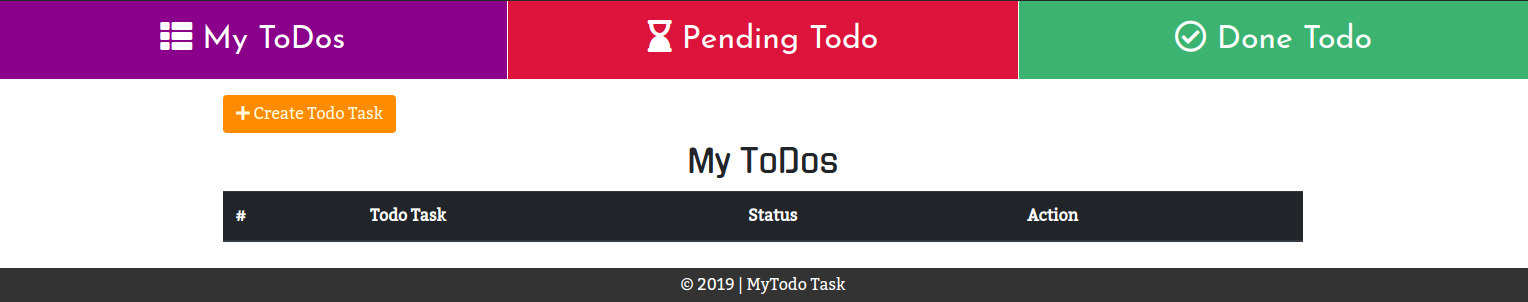 My ToDos Pending Todo Done Todo
Create Todo Task
My ToDos
# Todo Task Status Action
© 2019 | MyTodo Task